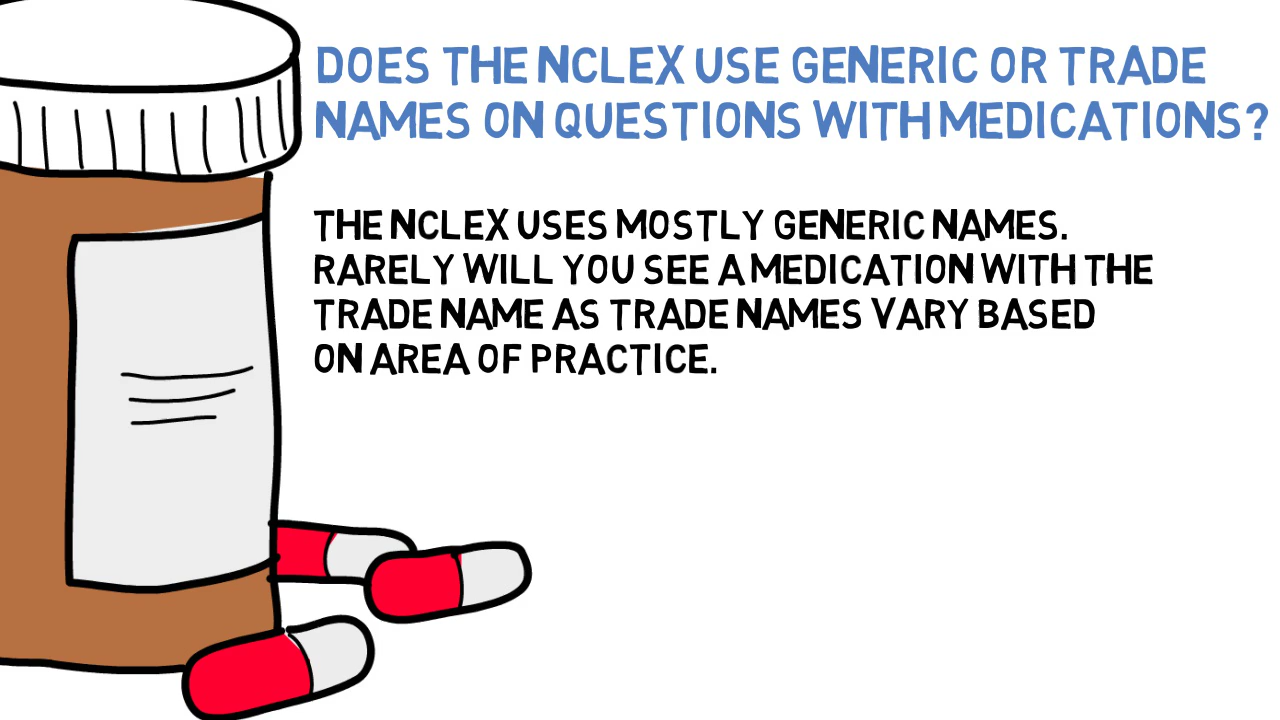 DOES THE NCLEX USE GENERIC OR TRADE
NAMES ON QUESTIONS WITH MEDICATIONS?
THE NCLEX USES MOSTLY GENERIC NAMES.
RARELY WILL YOU SEE A MEDICATION WITH THE
TRADE NAME AS TRADE NAMES VARY BASED
ON AREA OF PRACTICE.